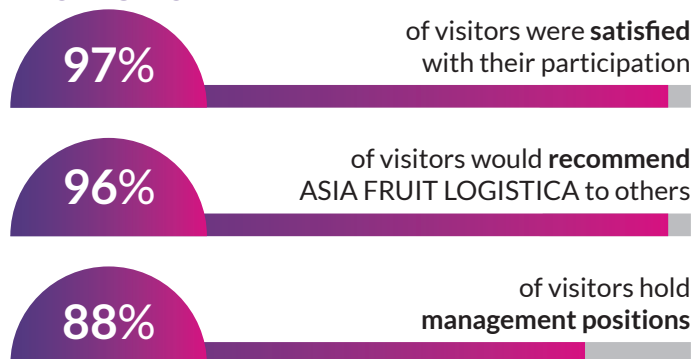 97%
of visitors were satisfied
with their participation
96%
of visitors would recommend
ASIA FRUIT LOGISTICA to others
88%
of visitors hold
management positions